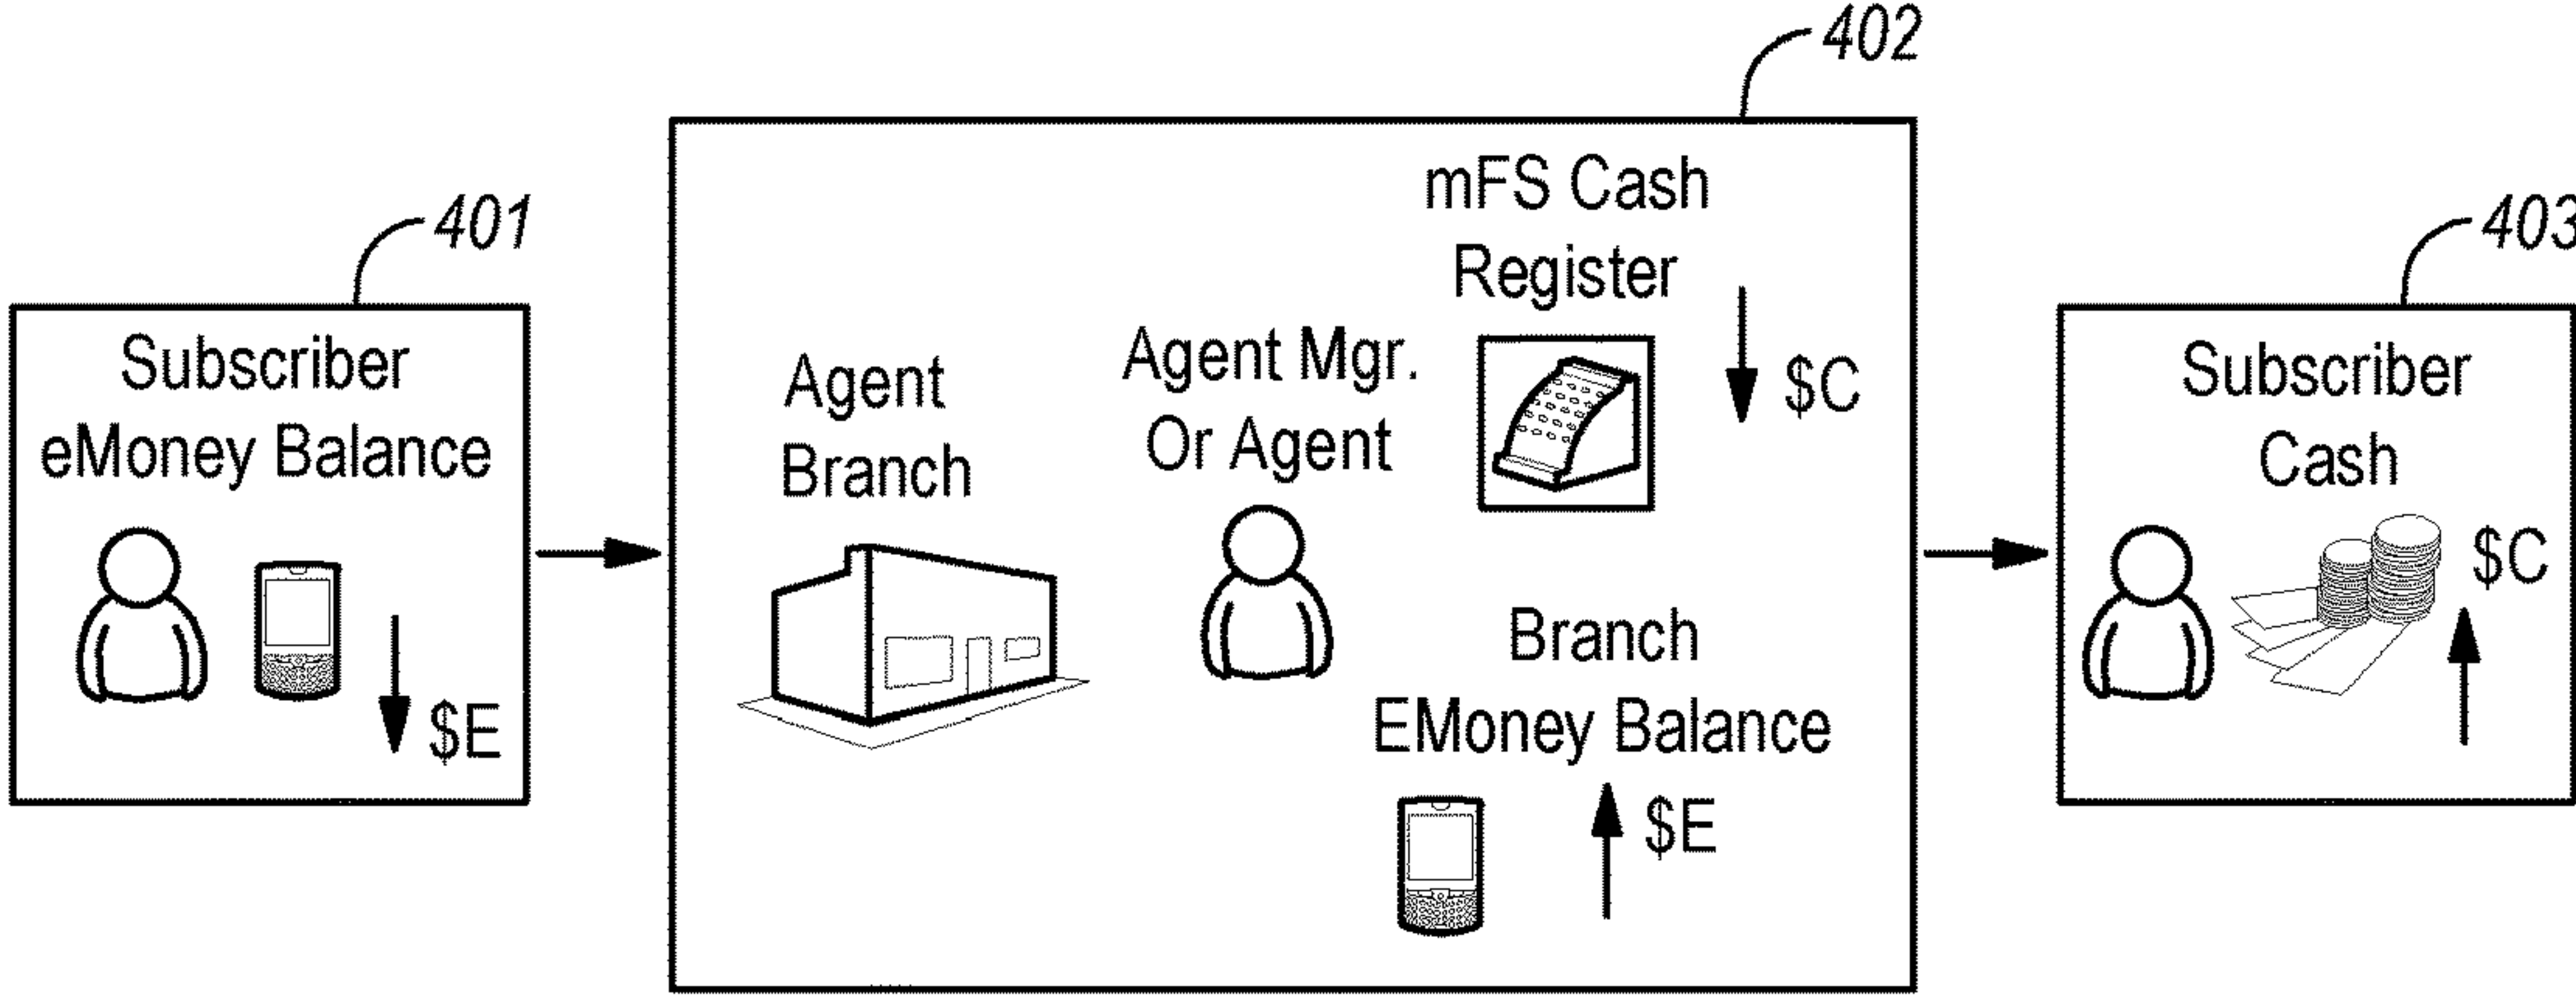 401
Subscriber
eMoney Balance
$E
402
Agent
Branch
Agent Mgr.
Or Agent
mFS Cash
Register
$C
Branch
EMoney Balance
$E
403
Subscriber
Cash
$C